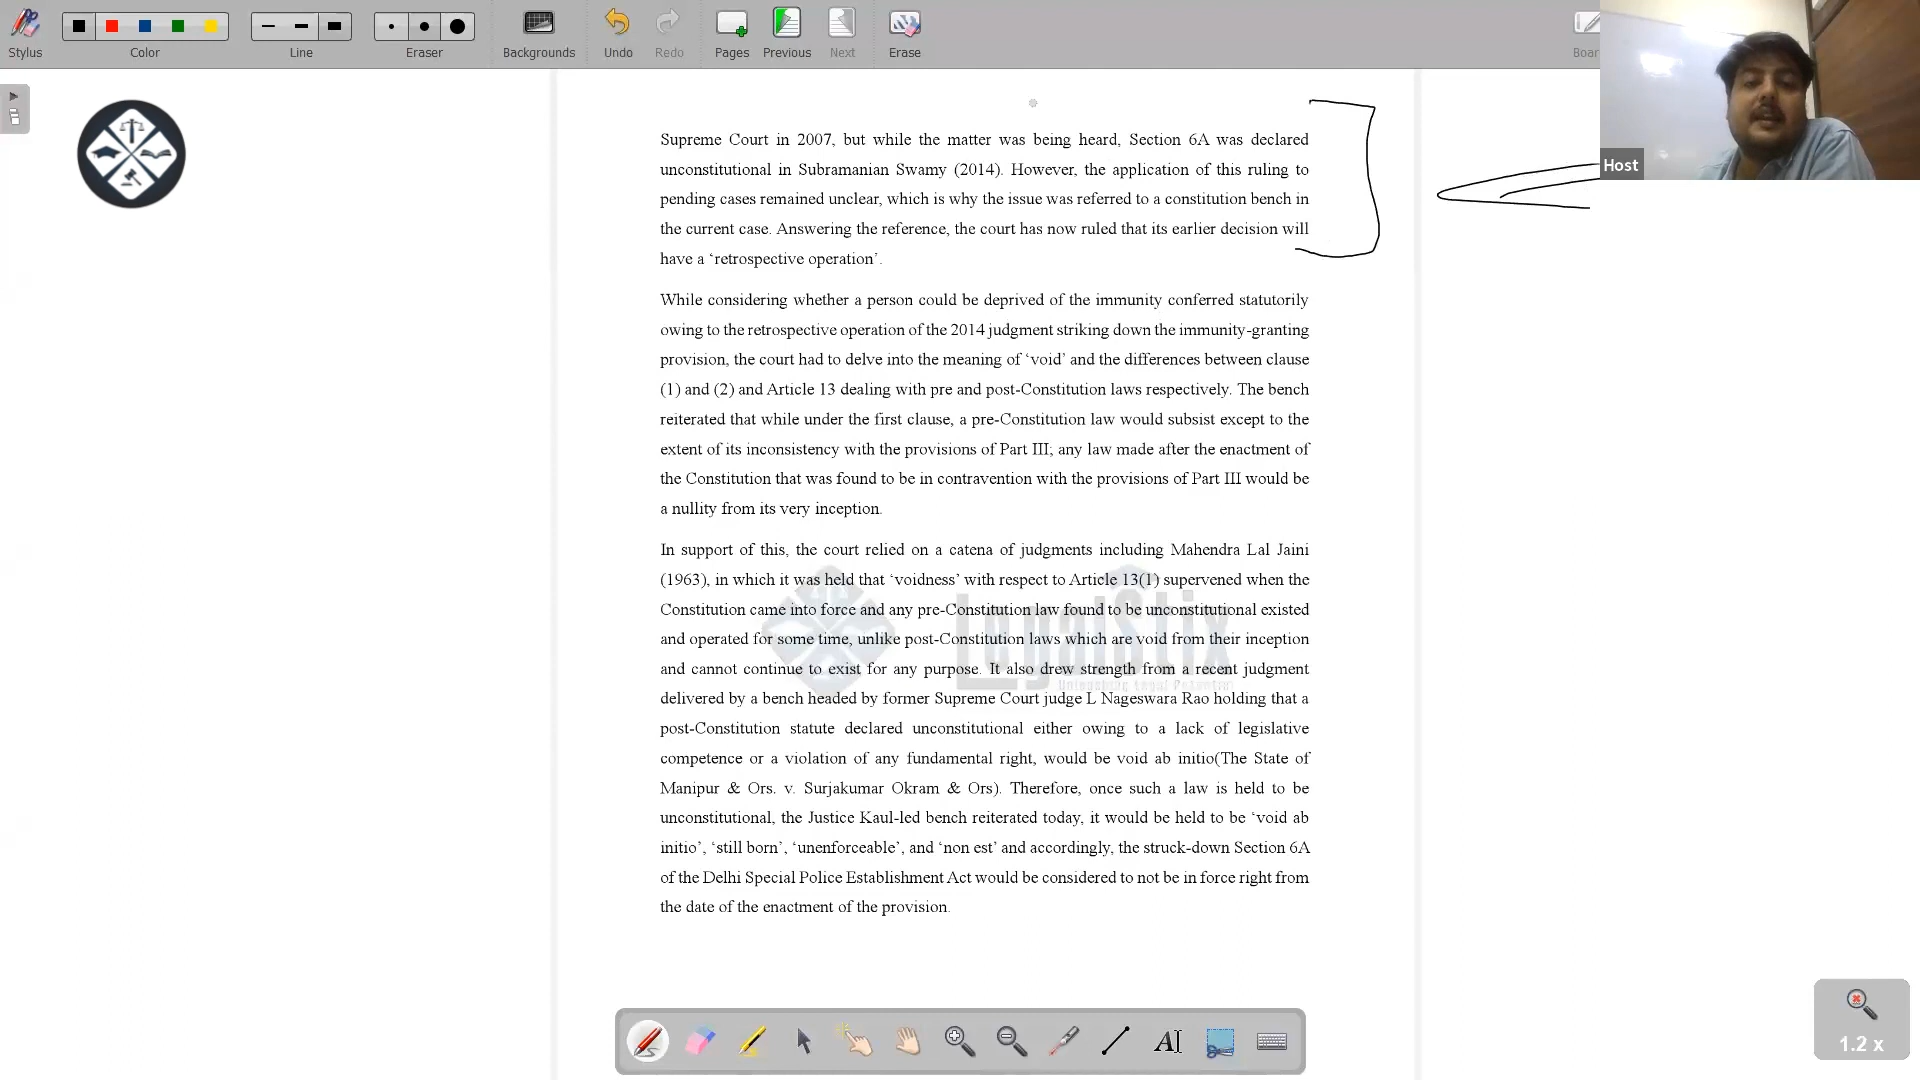 Stylus
Color
Line
Eraser
Backgrounds
Undo
Redo
Pages
Previous
Next
Erase
Boar
Host
Supreme Court in 2007, but while the matter was being heard, Section 6A was declared
unconstitutional in Subramanian Swamy (2014). However, the application of this ruling to
pending cases remained unclear, which is why the issue was referred to a constitution bench in
the current case. Answering the reference, the court has now ruled that its earlier decision will
have a ‘retrospective operation’.
While considering whether a person could be deprived of the immunity conferred statutorily
owing to the retrospective operation of the 2014 judgment striking down the immunity-granting
provision, the court had to delve into the meaning of ‘void’ and the differences between clause
(1) and (2) and Article 13 dealing with pre and post-Constitution laws respectively. The bench
reiterated that while under the first clause, a pre-Constitution law would subsist except to the
extent of its inconsistency with the provisions of Part III; any law made after the enactment of
the Constitution that was found to be in contravention with the provisions of Part III would be
a nullity from its very inception.
In support of this, the court relied on a catena of judgments including Mahendra Lal Jaini
(1963), in which it was held that ‘voidness’ with respect to Article 13(1) supervened when the
Constitution came into force and any pre-Constitution law found to be unconstitutional existed
and operated for some time, unlike post-Constitution laws which are void from their inception
and cannot continue to exist for any purpose. It also drew strength from a recent judgment
delivered by a bench headed by former Supreme Court judge L Nageswara Rao holding that a
post-Constitution statute declared unconstitutional either owing to a lack of legislative
competence or a violation of any fundamental right, would be void ab initio(The State of
Manipur & Ors. v. Surjakumar Okram & Ors). Therefore, once such a law is held to be
unconstitutional, the Justice Kaul-led bench reiterated today, it would be held to be ‘void ab
initio’, ‘still born’, ‘unenforceable’, and ‘non est’ and accordingly, the struck-down Section 6A
of the Delhi Special Police Establishment Act would be considered to not be in force right from
the date of the enactment of the provision.
LegalStix
Unleashing Legal Potential
1.2 x